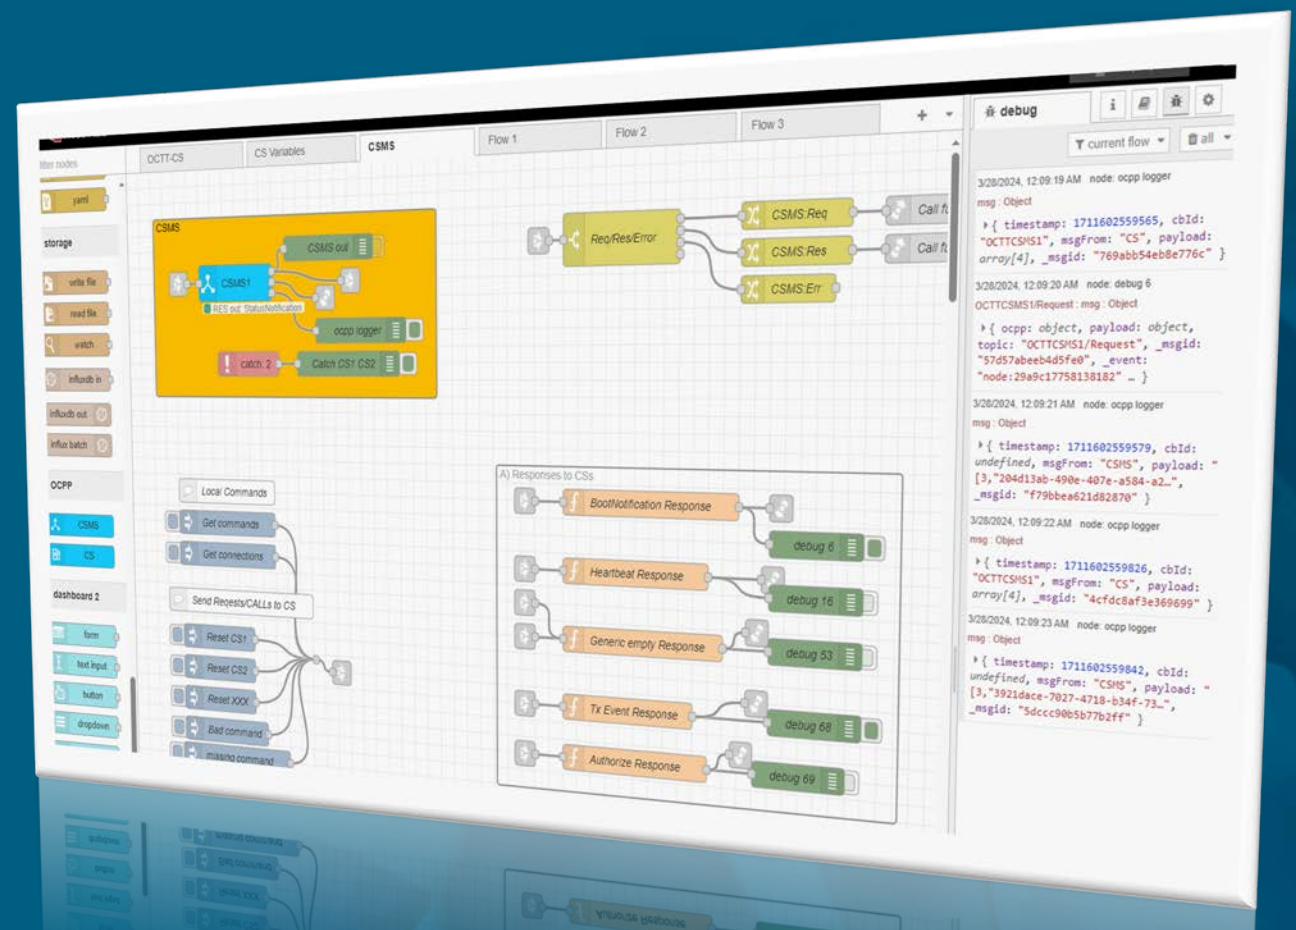 filter nodes
yaml
storage
write file
read file
watch
influxdb in
influxdb out
influx batch
OCPP
CSMS
CS
dashboard 2
form
text input
button
dropdown
OCTT-CS
CS Variables
CSMS
Flow 1
Flow 2
Flow 3
CSMS
CSMS out
CSMS1
RES out: StatusNotification
ocpp logger
catch: 2
Catch CS1 CS2
Req/Res/Error
CSMS:Req
CSMS:Res
CSMS:Err
Call f
Call f
Local Commands
Get commands
Get connections
Send Reqests/CALLs to CS
Reset CS1
Reset CS2
Reset XXX
Bad command
missing command
A) Responses to CSs
BootNotification Response
debug 6
Heartbeat Response
debug 16
Generic empty Response
debug 53
Tx Event Response
debug 68
Authorize Response
debug 69
debug
current flow
all
3/28/2024, 12:09:19 AM node: ocpp logger
msg : Object
{ timestamp: 1711602559565, cbId:
"OCTTCSMS1", msgFrom: "CS", payload:
array[4], _msgid: "769abb54eb8e776c" }
3/28/2024, 12:09:20 AM node: debug 6
OCTTCSMS1/Request : msg : Object
{ ocpp: object, payload: object,
topic: "OCTTCSMS1/Request", _msgid:
"57d57abeeb4d5fe0", _event:
"node:29a9c17758138182" … }
3/28/2024, 12:09:21 AM node: ocpp logger
msg : Object
{ timestamp: 1711602559579, cbId:
undefined, msgFrom: "CSMS", payload: "
[3,"204d13ab-490e-407e-a584-a2…",
_msgid: "f79bbea621d82870" }
3/28/2024, 12:09:22 AM node: ocpp logger
msg : Object
{ timestamp: 1711602559826, cbId:
"OCTTCSMS1", msgFrom: "CS", payload:
array[4], _msgid: "4cfdc8af3e369699" }
3/28/2024, 12:09:23 AM node: ocpp logger
msg : Object
{ timestamp: 1711602559842, cbId:
undefined, msgFrom: "CSMS", payload: "
[3,"3921dace-7027-4718-b34f-73…",
_msgid: "5dccc90b5b77b2ff" }